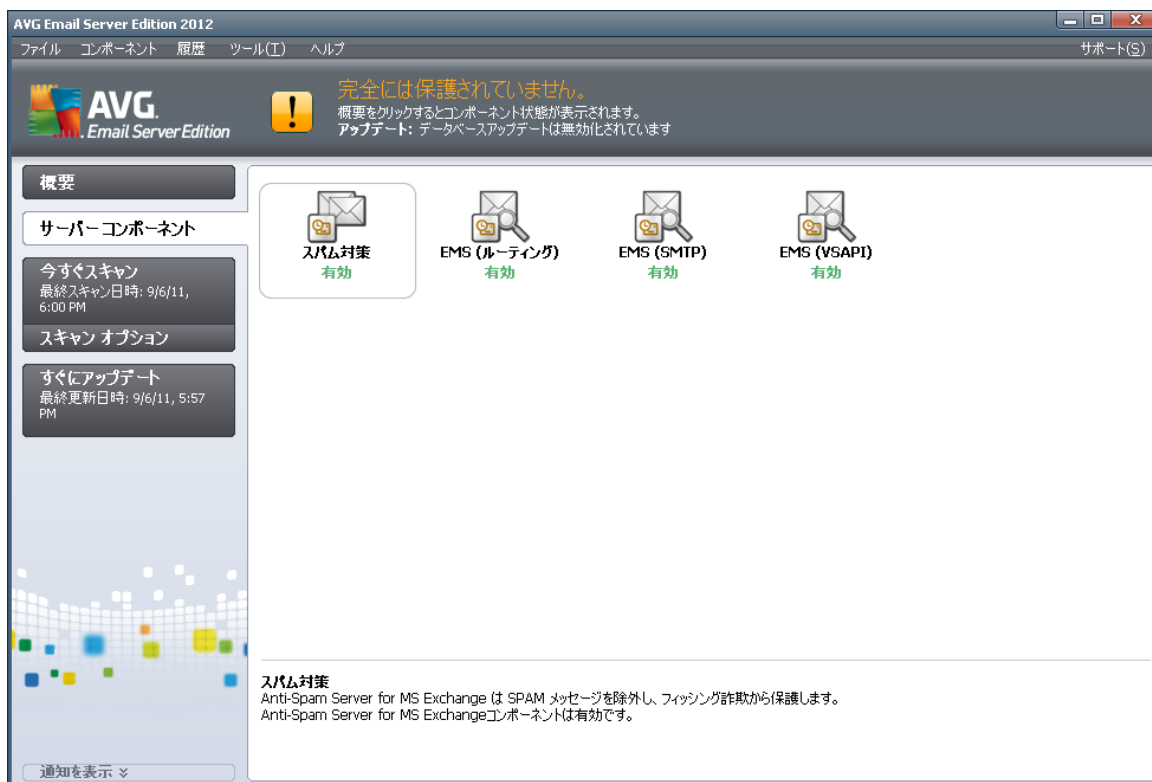 AVG Email Server Edition 2012
ファイル コンポーネント 履歴 ツール(T) ヘルプ サポート(S)
AVG.
Email Server Edition
完全には保護されていません。
概要をクリックするとコンポーネント状態が表示されます。
アップデート: データベースアップデートは無効化されています
概要
サーバー コンポーネント
今すぐスキャン
最終スキャン日時: 9/6/11,
6:00 PM
スキャン オプション
すぐにアップデート
最終更新日時: 9/6/11, 5:57
PM
通知を表示
スパム対策
有効
EMS (ルーティング)
有効
EMS (SMTP)
有効
EMS (VSAPI)
有効
スパム対策
Anti-Spam Server for MS Exchange は SPAM メッセージを除外し、フィッシング詐欺から保護します。
Anti-Spam Server for MS Exchangeコンポーネントは有効です。